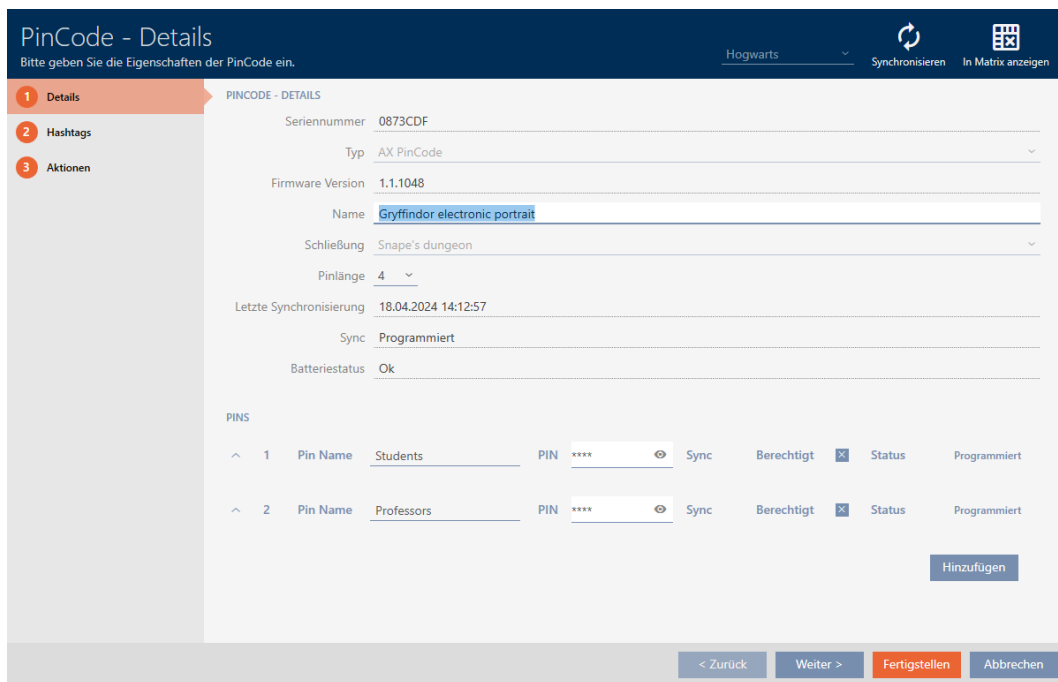 PinCode - Details
Bitte geben Sie die Eigenschaften der PinCode ein.
Hogwarts
Synchronisieren
In Matrix anzeigen
1 Details
2 Hashtags
3 Aktionen
PINCODE - DETAILS
Seriennummer 0873CDF
Typ AX PinCode
Firmware Version 1.1.1048
Name Gryffindor electronic portrait
Schließung Snape's dungeon
Pinlänge 4
Letzte Synchronisierung 18.04.2024 14:12:57
Sync Programmiert
Batteriestatus Ok
PINS
1 Pin Name Students PIN **** Sync Berechtigt Status Programmiert
2 Pin Name Professors PIN **** Sync Berechtigt Status Programmiert
Hinzufügen
< Zurück Weiter > Fertigstellen Abbrechen